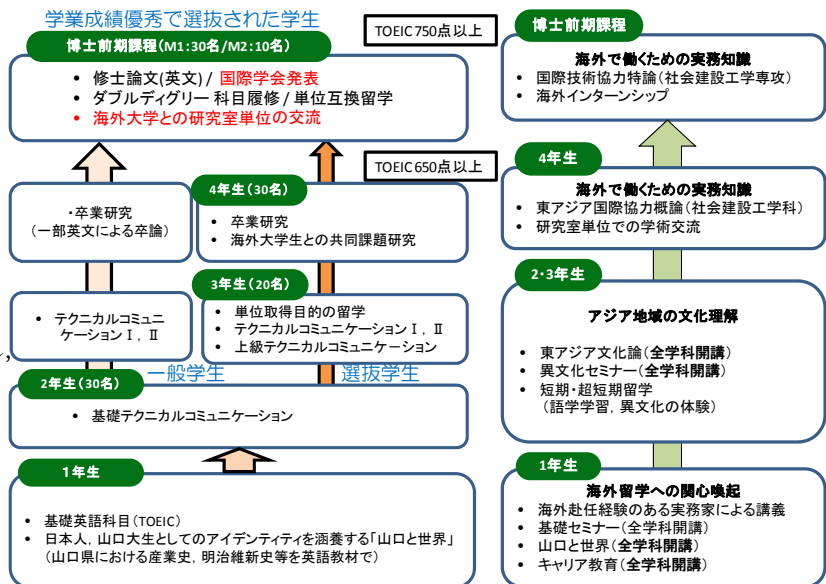 学業成績優秀で選抜された学生
博士前期課程(M1:30名/M2:10名)
TOEIC 750点以上
• 修士論文(英文) / 国際学会発表
• ダブルディグリー 科目履修 / 単位互換留学
• 海外大学との研究室単位の交流
TOEIC 650点以上
・卒業研究
(一部英文による卒論)
4年生(30名)
• 卒業研究
• 海外大学生との共同課題研究
• テクニカルコミュニ
ケーションⅠ, Ⅱ
3年生(20名)
• 単位取得目的の留学
• テクニカルコミュニケーションⅠ, Ⅱ
• 上級テクニカルコミュニケーション
一般学生
選抜学生
2年生(30名)
• 基礎テクニカルコミュニケーション
1年生
• 基礎英語科目(TOEIC)
• 日本人, 山口大生としてのアイデンティティを涵養する「山口と世界」
(山口県における産業史, 明治維新史等を英語教材で)
博士前期課程
海外で働くための実務知識
• 国際技術協力特論(社会建設工学専攻)
• 海外インターンシップ
4年生
海外で働くための実務知識
• 東アジア国際協力概論(社会建設工学科)
• 研究室単位での学術交流
2・3年生
アジア地域の文化理解
• 東アジア文化論(全学科開講)
• 異文化セミナー(全学科開講)
• 短期・超短期留学
(語学学習, 異文化の体験)
1年生
海外留学への関心喚起
• 海外赴任経験のある実務家による講義
• 基礎セミナー(全学科開講)
• 山口と世界(全学科開講)
• キャリア教育(全学科開講)